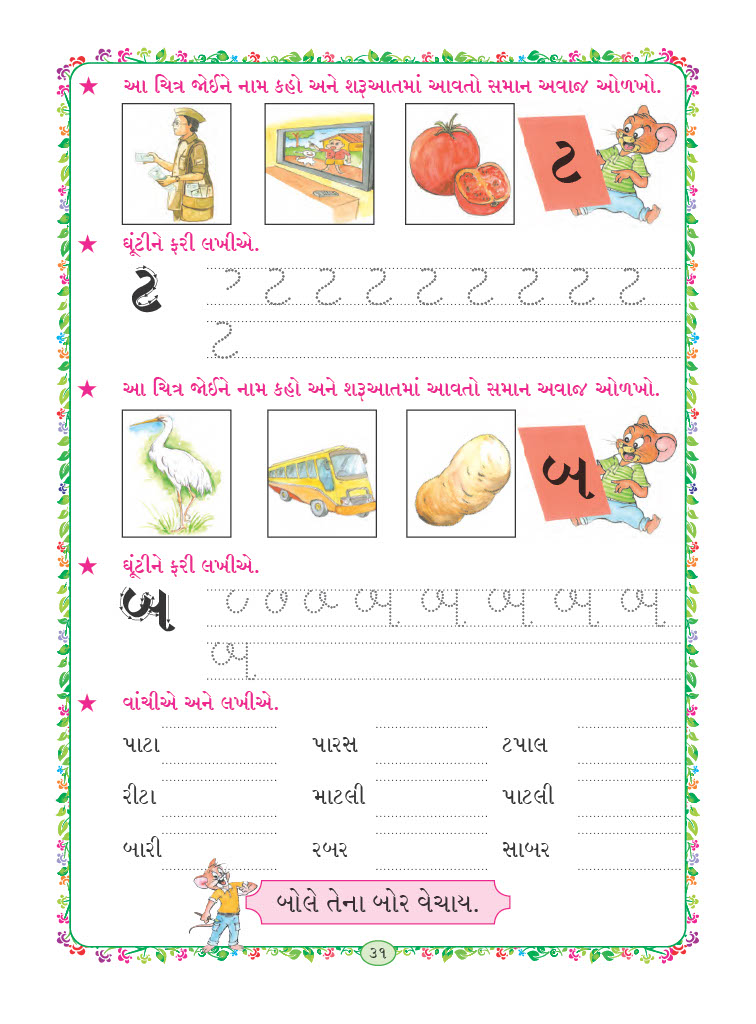 ★ આ ચિત્ર જોઈને નામ કહો અને શરૂઆતમાં આવતો સમાન અવાજ ઓળખો.
ટ
★ ઘૂંટીને ફરી લખીએ.
ટ ટ ટ ટ ટ ટ ટ ટ ટ ટ
ટ
★ આ ચિત્ર જોઈને નામ કહો અને શરૂઆતમાં આવતો સમાન અવાજ ઓળખો.
બ
★ ઘૂંટીને ફરી લખીએ.
બ બ બ બ બ બ
બ
★ વાંચીએ અને લખીએ.
પાટા પારસ ટપાલ
રીટા માટલી પાટલી
બારી રબર સાબર
બોલે તેના બોર વેચાય.
૩૧